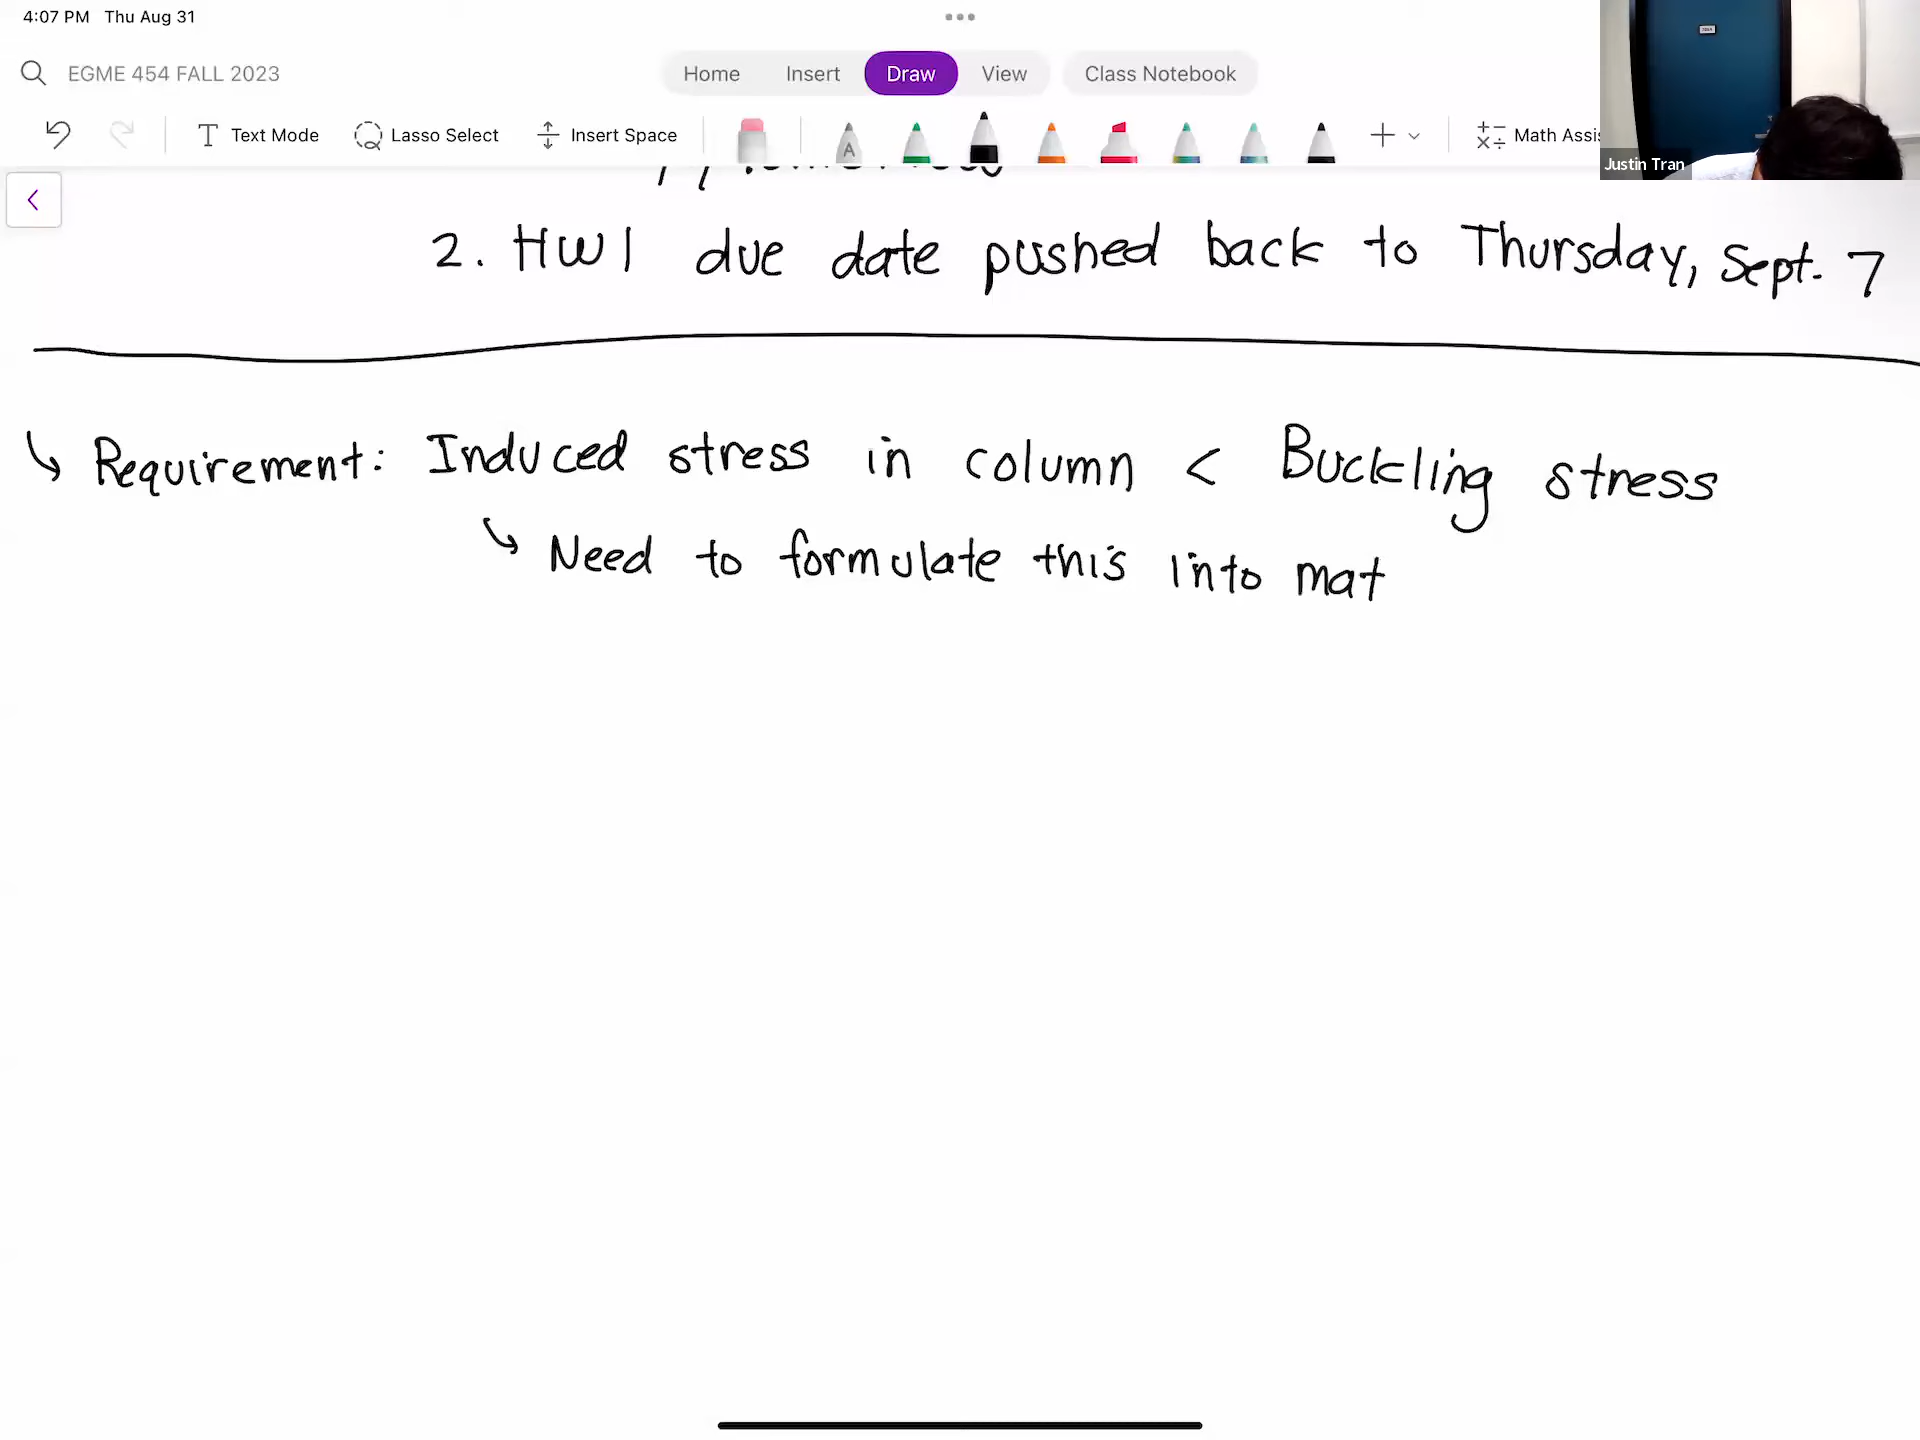 4:07 PM Thu Aug 31
EGME 454 FALL 2023
Home Insert Draw View Class Notebook
Text Mode Lasso Select Insert Space A Math Assis
Justin Tran
2. HW1 due date pushed back to Thursday, Sept. 7
Requirement: Induced stress in column < Buckling stress
Need to formulate this into mat